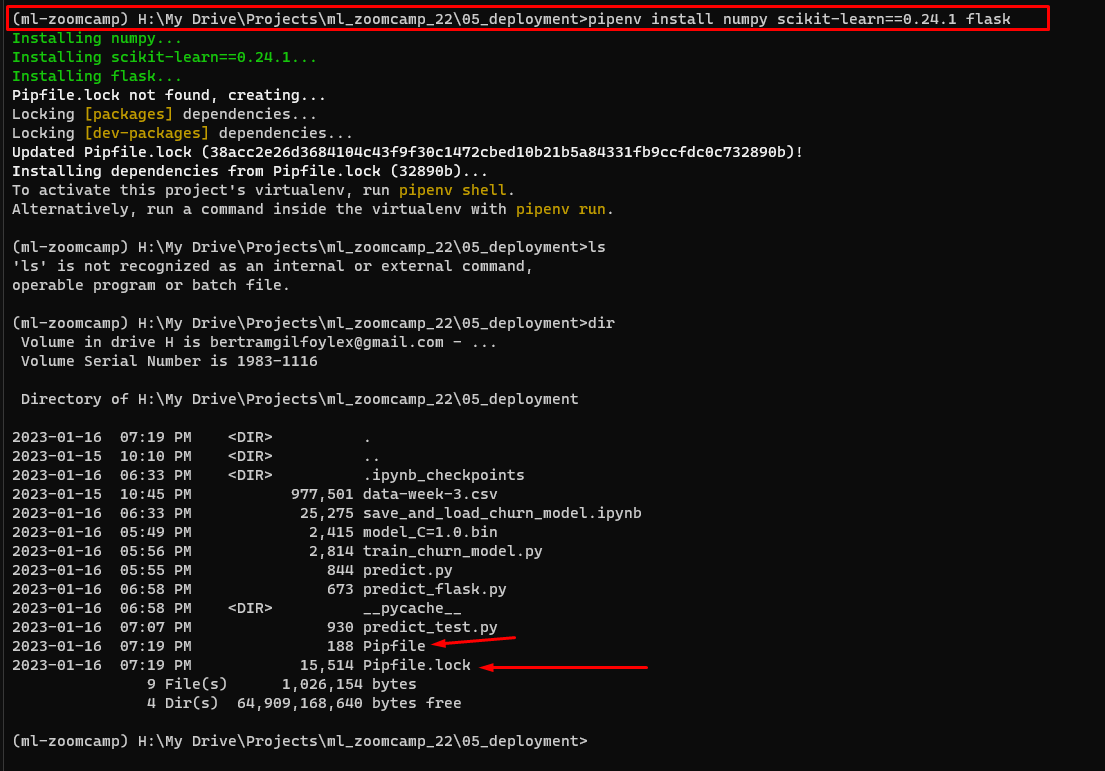 (ml-zoomcamp) H:\My Drive\Projects\ml_zoomcamp_22\05_deployment>pipenv install numpy scikit-learn==0.24.1 flask
Installing numpy...
Installing scikit-learn==0.24.1...
Installing flask...
Pipfile.lock not found, creating...
Locking [packages] dependencies...
Locking [dev-packages] dependencies...
Updated Pipfile.lock (38acc2e26d3684104c43f9f30c1472cbed10b21b5a84331fb9ccfdc0c732890b)!
Installing dependencies from Pipfile.lock (32890b)...
To activate this project's virtualenv, run pipenv shell.
Alternatively, run a command inside the virtualenv with pipenv run.

(ml-zoomcamp) H:\My Drive\Projects\ml_zoomcamp_22\05_deployment>ls
'ls' is not recognized as an internal or external command,
operable program or batch file.

(ml-zoomcamp) H:\My Drive\Projects\ml_zoomcamp_22\05_deployment>dir
 Volume in drive H is bertramgilfoylex@gmail.com - ...
 Volume Serial Number is 1983-1116

 Directory of H:\My Drive\Projects\ml_zoomcamp_22\05_deployment

2023-01-16  07:19 PM    <DIR>          .
2023-01-15  10:10 PM    <DIR>          ..
2023-01-16  06:33 PM    <DIR>          .ipynb_checkpoints
2023-01-15  10:45 PM           977,501 data-week-3.csv
2023-01-16  06:33 PM            25,275 save_and_load_churn_model.ipynb
2023-01-16  05:49 PM             2,415 model_C=1.0.bin
2023-01-16  05:56 PM             2,814 train_churn_model.py
2023-01-16  05:55 PM               844 predict.py
2023-01-16  06:58 PM               673 predict_flask.py
2023-01-16  06:58 PM    <DIR>          __pycache__
2023-01-16  07:07 PM               930 predict_test.py
2023-01-16  07:19 PM               188 Pipfile
2023-01-16  07:19 PM            15,514 Pipfile.lock
               9 File(s)      1,026,154 bytes
               4 Dir(s)  64,909,168,640 bytes free

(ml-zoomcamp) H:\My Drive\Projects\ml_zoomcamp_22\05_deployment>